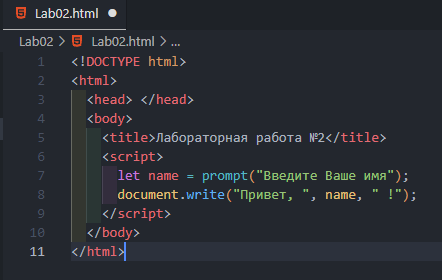 Lab02.html
Lab02 > Lab02.html > ...
1 <!DOCTYPE html>
2 <html>
3 <head> </head>
4 <body>
5 <title>Лабораторная работа №2</title>
6 <script>
7 let name = prompt("Введите Ваше имя");
8 document.write("Привет, ", name, " !");
9 </script>
10 </body>
11 </html>